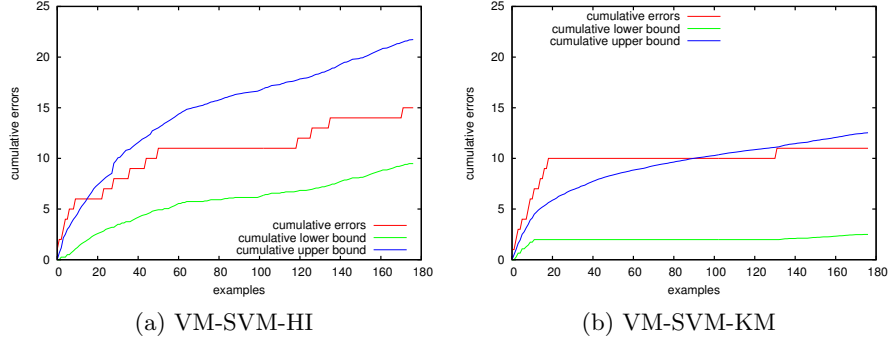 25
20
15
10
5
0
cumulative errors
0 20 40 60 80 100 120 140 160 180
examples
cumulative errors
cumulative lower bound
cumulative upper bound
(a) VM-SVM-HI
25
20
15
10
5
0
cumulative errors
cumulative errors
cumulative lower bound
cumulative upper bound
0 20 40 60 80 100 120 140 160 180
examples
(b) VM-SVM-KM